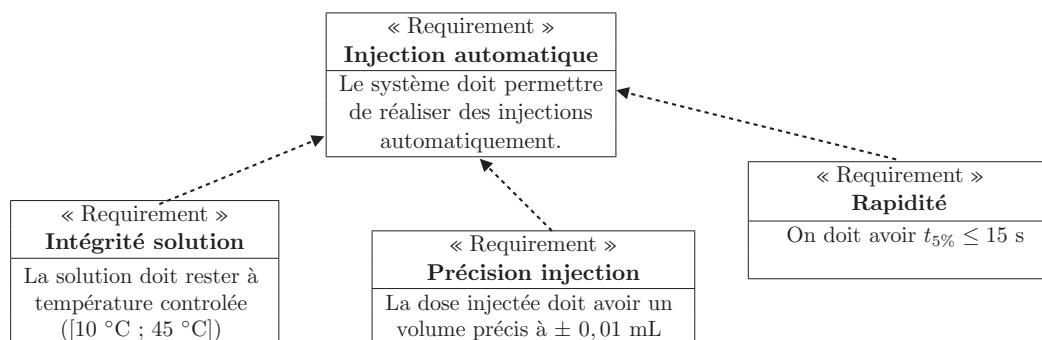 « Requirement »
Injection automatique
Le système doit permettre
de réaliser des injections
automatiquement.
« Requirement »
Intégrité solution
La solution doit rester à
température controlée
([10 °C ; 45 °C])
« Requirement »
Précision injection
La dose injectée doit avoir un
volume précis à ± 0,01 mL
« Requirement »
Rapidité
On doit avoir t5% ≤ 15 s